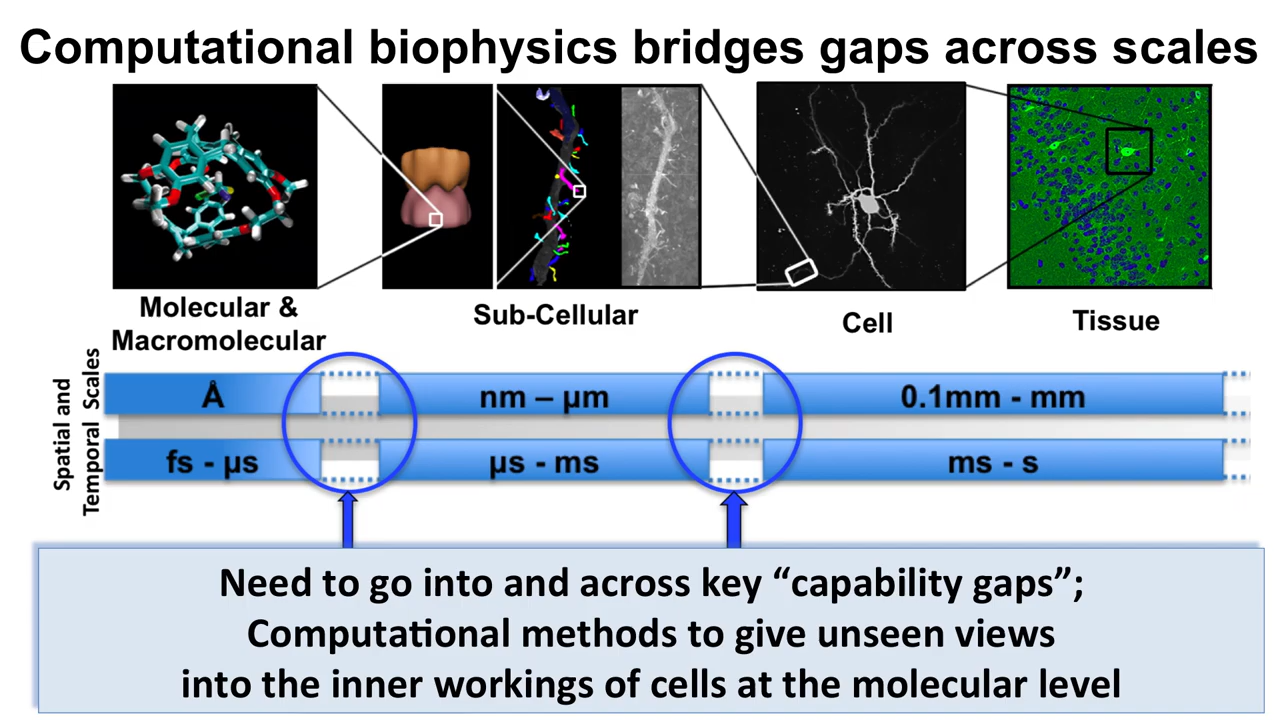 Computational biophysics bridges gaps across scales
Molecular &
Macromolecular
Sub-Cellular
Cell
Tissue
Spatial and
Temporal Scales
Å
nm – µm
0.1mm - mm
fs - µs
µs - ms
ms - s
Need to go into and across key “capability gaps”;
Computational methods to give unseen views
into the inner workings of cells at the molecular level